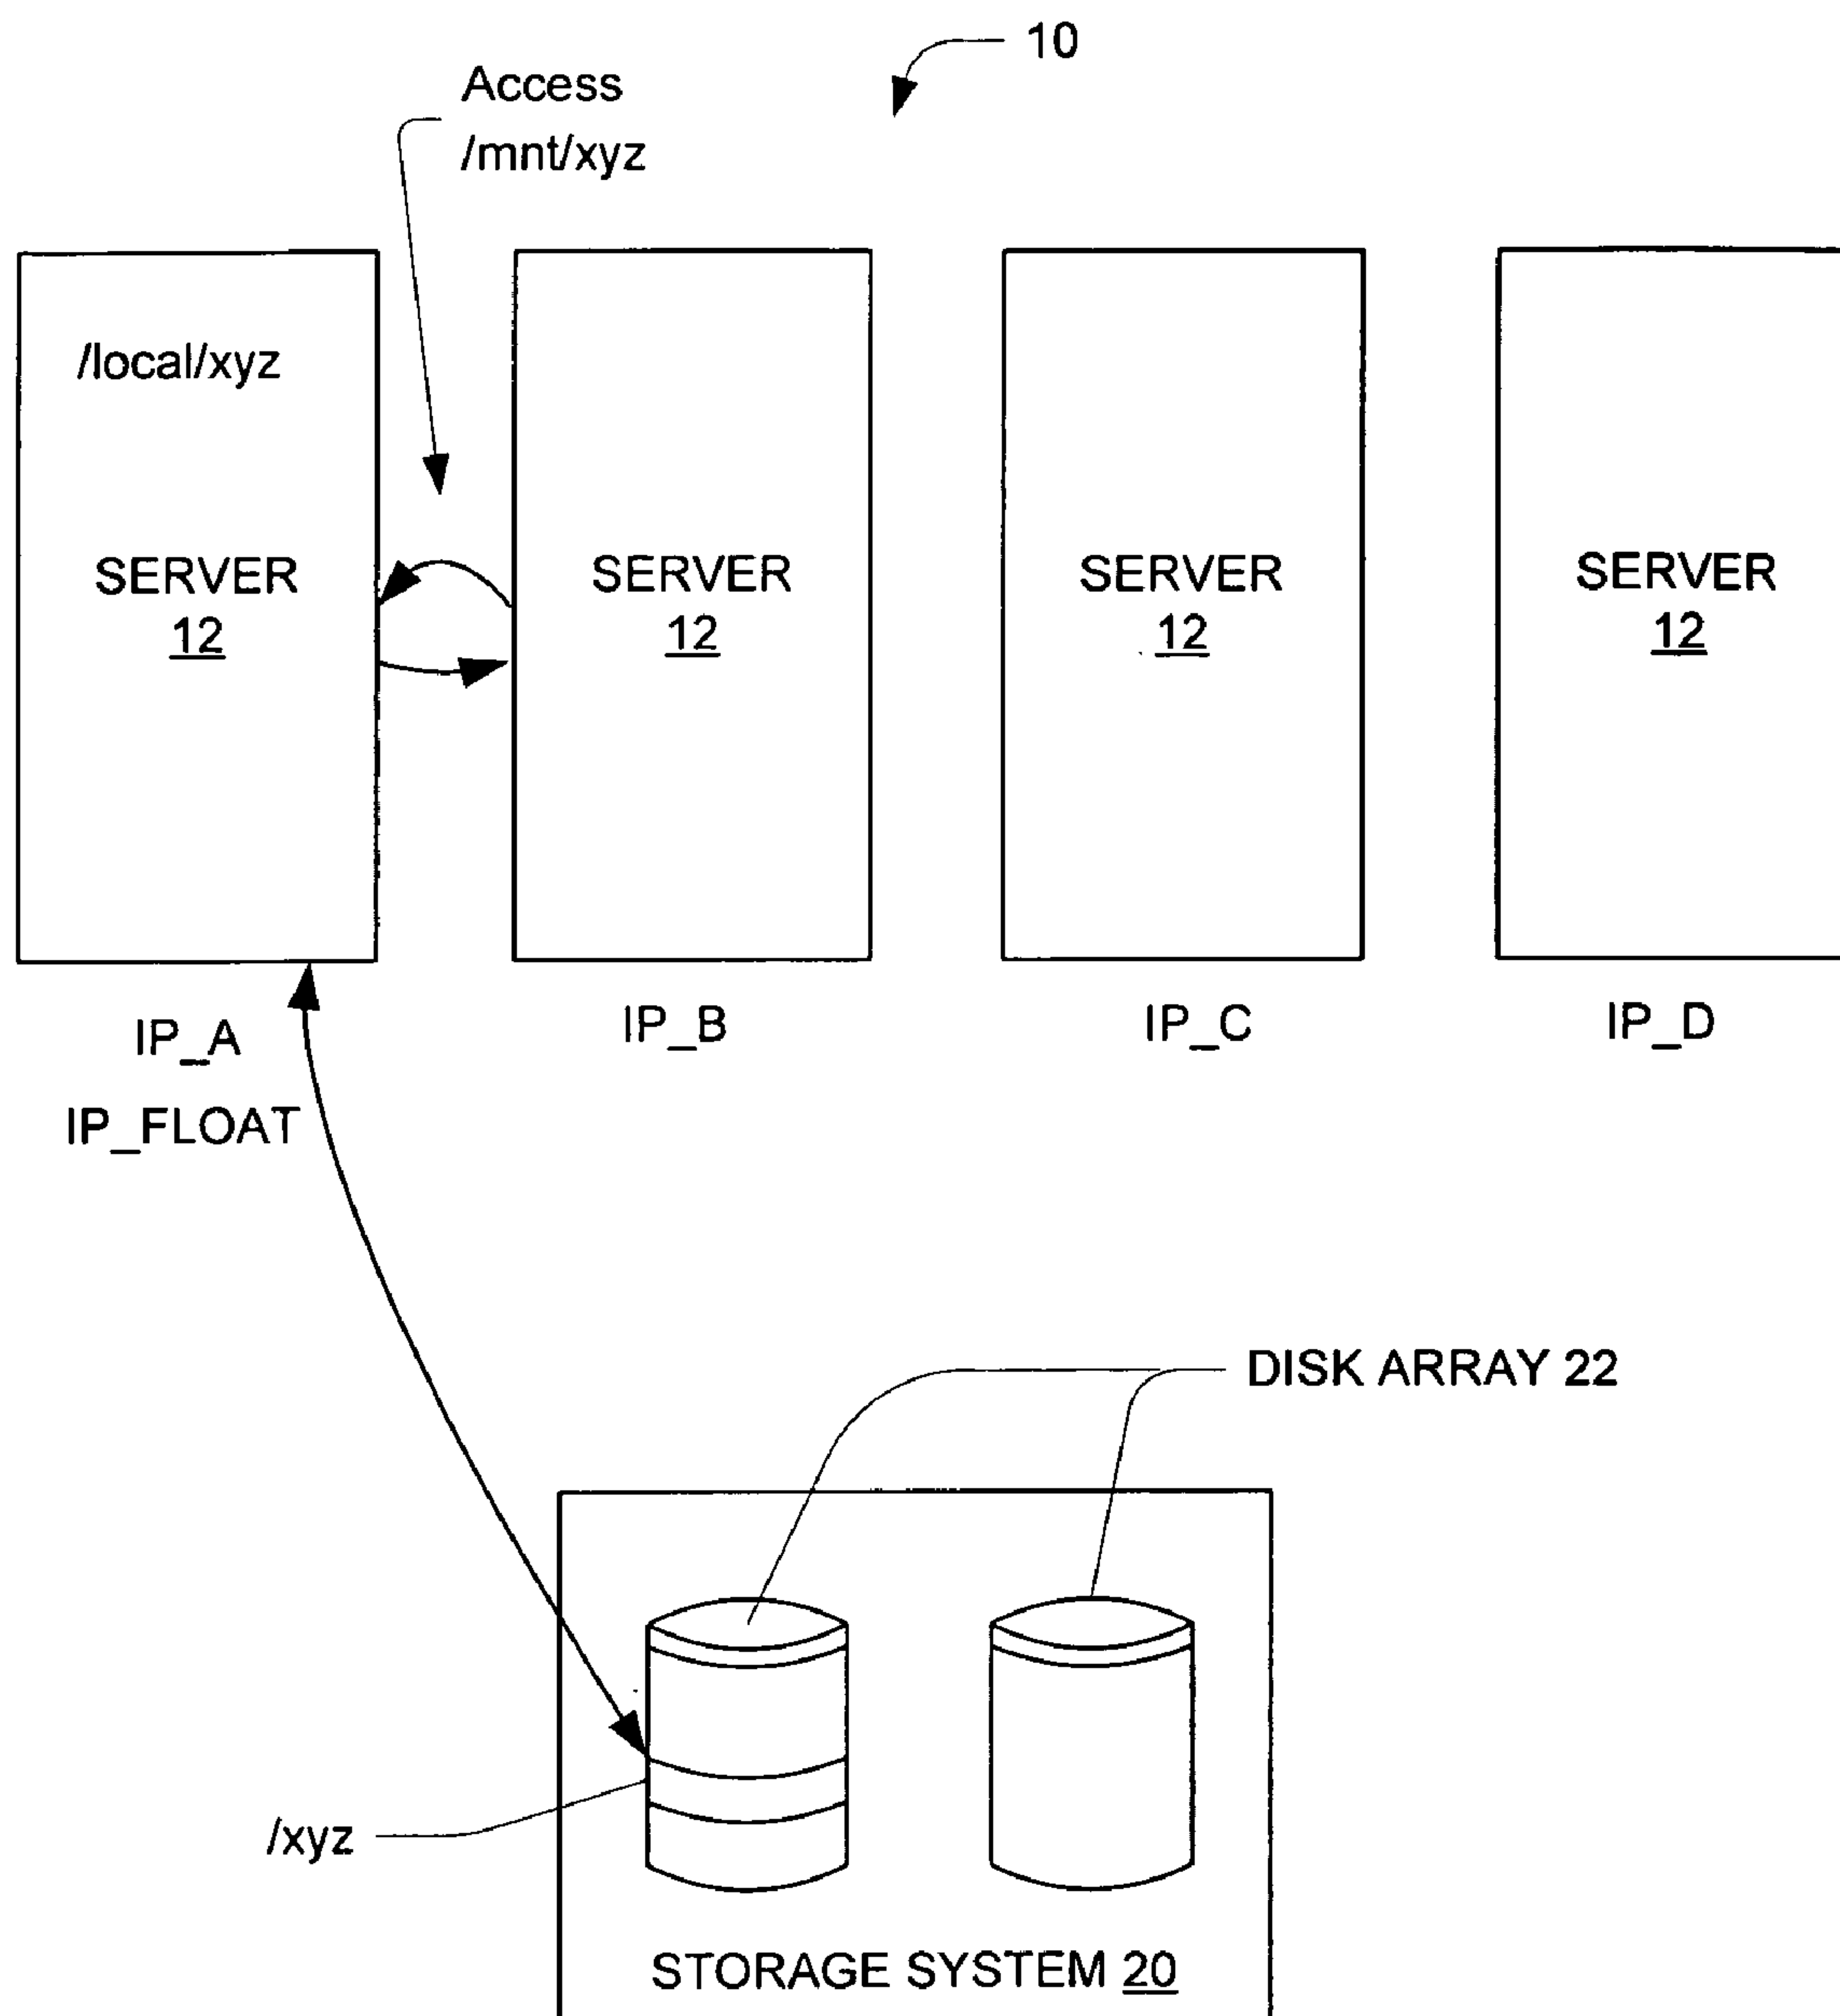 10
Access
/mnt/xyz
/local/xyz
SERVER
12
SERVER
12
SERVER
12
SERVER
12
IP_A
IP_FLOAT
IP_B
IP_C
IP_D
DISK ARRAY 22
/xyz
STORAGE SYSTEM 20